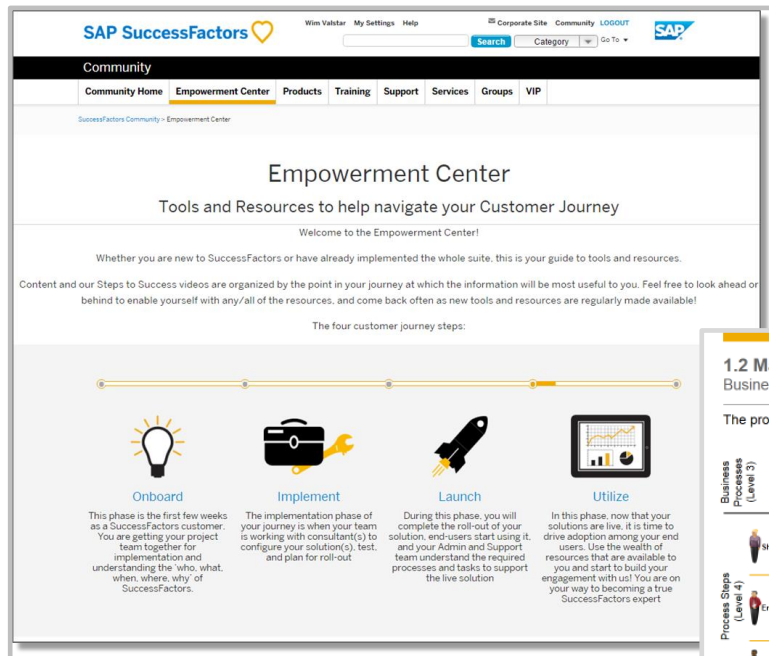 SAP SuccessFactors
Wim Valstar My Settings Help
Corporate Site Community LOGOUT
Search Category Go To
SAP
Community
Community Home Empowerment Center Products Training Support Services Groups VIP
SuccessFactors Community > Empowerment Center
Empowerment Center
Tools and Resources to help navigate your Customer Journey
Welcome to the Empowerment Center!
Whether you are new to SuccessFactors or have already implemented the whole suite, this is your guide to tools and resources.
Content and our Steps to Success videos are organized by the point in your journey at which the information will be most useful to you. Feel free to look ahead or
behind to enable yourself with any/all of the resources, and come back often as new tools and resources are regularly made available!
The four customer journey steps:
Onboard
This phase is the first few weeks
as a SuccessFactors customer.
You are getting your project
team together for
implementation and
understanding the 'who, what,
when, where, why' of
SuccessFactors.
Implement
The implementation phase of
your journey is when your team
is working with consultant(s) to
configure your solution(s), test,
and plan for roll-out
Launch
During this phase, you will
complete the roll-out of your
solution, end-users start using it,
and your Admin and Support
team understand the required
processes and tasks to support
the live solution
Utilize
In this phase, now that your
solutions are live, it is time to
drive adoption among your end
users. Use the wealth of
resources that are available to
you and start to build your
engagement with us! You are on
your way to becoming a true
SuccessFactors expert
1.2 Ma
Busine
The pro
Business
Processes
(Level 3)
Process Steps
(Level 4)